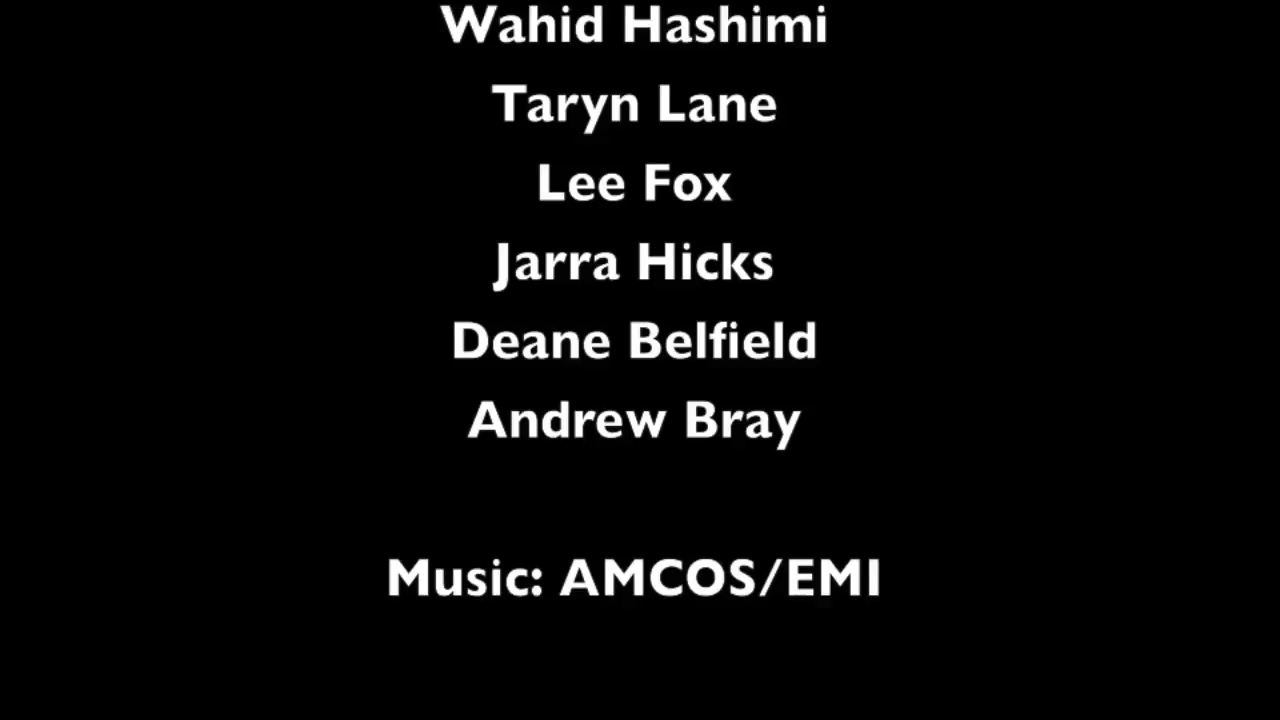 Wahid Hashimi
Taryn Lane
Lee Fox
Jarra Hicks
Deane Belfield
Andrew Bray
Music: AMCOS/EMI